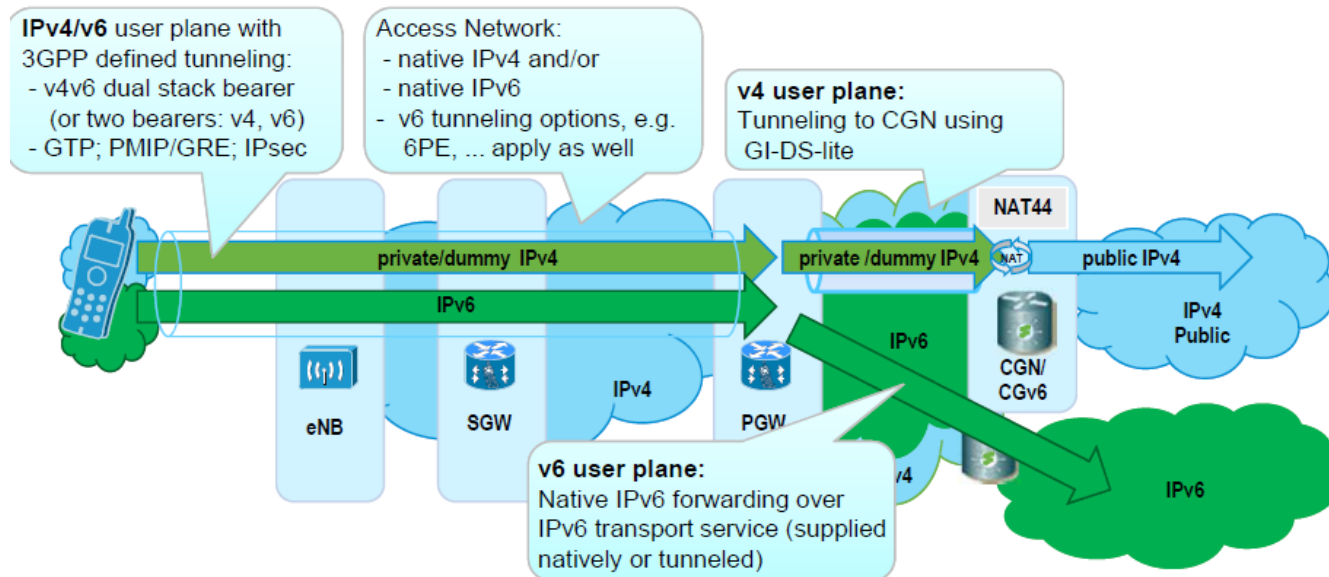 IPv4/v6 user plane with
3GPP defined tunneling:
- v4v6 dual stack bearer
(or two bearers: v4, v6)
- GTP; PMIP/GRE; IPsec
Access Network:
- native IPv4 and/or
- native IPv6
- v6 tunneling options, e.g.
6PE, ... apply as well
v4 user plane:
Tunneling to CGN using
GI-DS-lite
NAT44
private/dummy IPv4
private /dummy IPv4
NAT
public IPv4
IPv6
IPv4
Public
IPv6
CGN/
CGv6
IPv4
eNB
SGW
PGW
v6 user plane:
Native IPv6 forwarding over
IPv6 transport service (supplied
natively or tunneled)
v4
IPv6